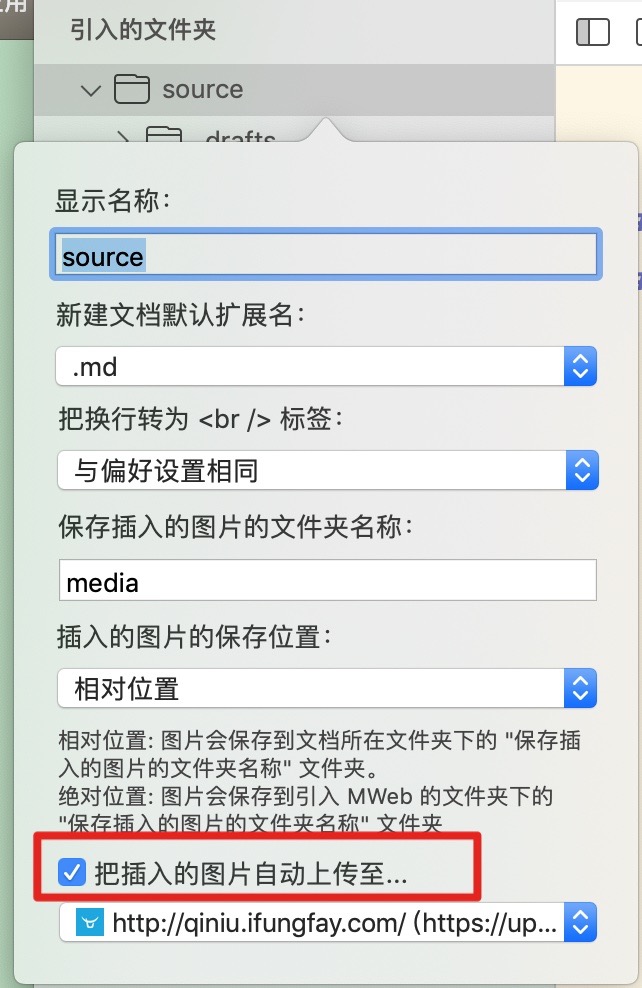 用
引入的文件夹
source
_drafts
显示名称:
source
新建文档默认扩展名:
.md
把换行转为 <br /> 标签:
与偏好设置相同
保存插入的图片的文件夹名称:
media
插入的图片的保存位置:
相对位置
相对位置: 图片会保存到文档所在文件夹下的 "保存插
入的图片的文件夹名称" 文件夹。
绝对位置: 图片会保存到引入 MWeb 的文件夹下的
"保存插入的图片的文件夹名称" 文件夹
把插入的图片自动上传至...
http://qiniu.ifungfay.com/ (https://up...